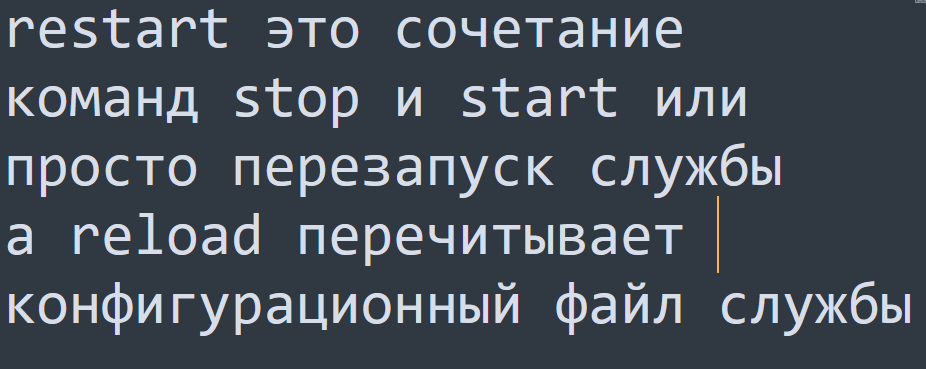 restart это сочетание
команд stop и start или
просто перезапуск службы
а reload перечитывает
конфигурационный файл службы